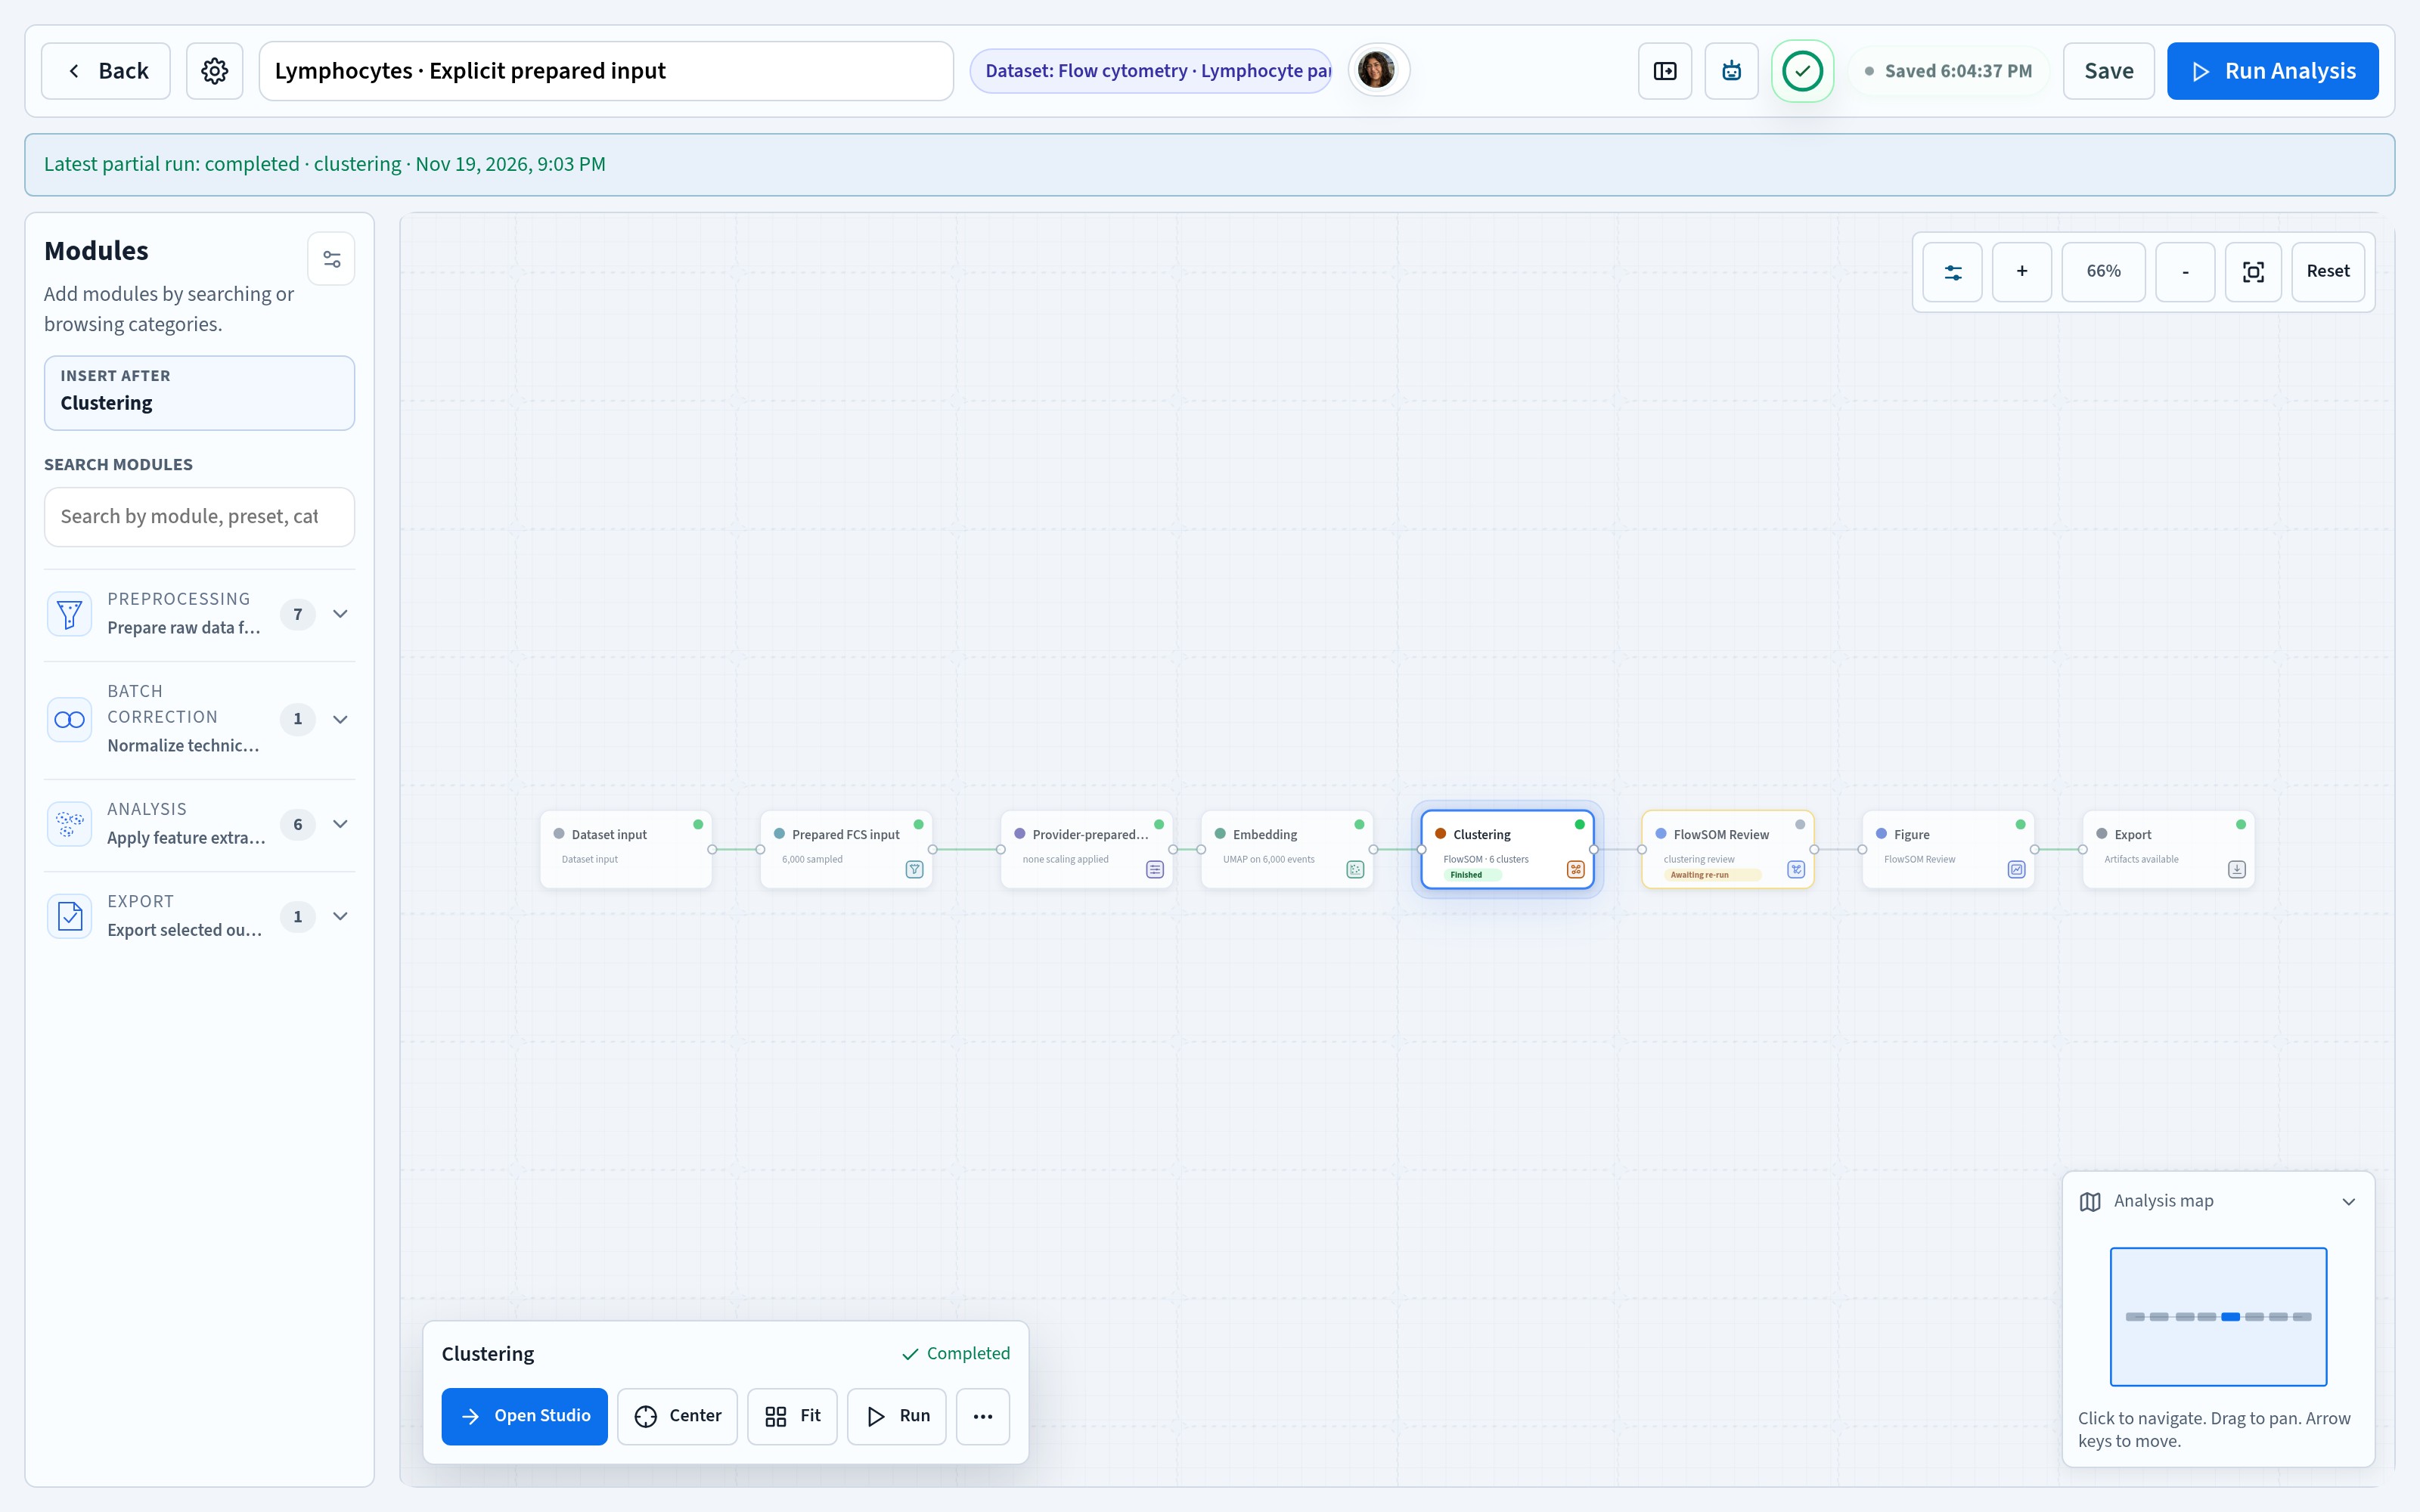 Back
Lymphocytes · Explicit prepared input
Dataset: Flow cytometry · Lymphocyte
Saved 6:04:37 PM
Save
Run Analysis
Latest partial run: completed · clustering · Nov 19, 2026, 9:03 PM
Modules
Add modules by searching or
browsing categories.
INSERT AFTER
Clustering
SEARCH MODULES
Search by module, preset, cat
PREPROCESSING
Prepare raw data f...
7
BATCH
CORRECTION
Normalize technic...
1
ANALYSIS
Apply feature extra...
6
EXPORT
Export selected ou...
1
+
66%
-
Reset
Dataset input
Dataset input
Prepared FCS input
6,000 sampled
Provider-prepared...
none scaling applied
Embedding
UMAP on 6,000 events
Clustering
FlowSOM · 6 clusters
Finished
FlowSOM Review
clustering review
Awaiting re-run
Figure
FlowSOM Review
Export
Artifacts available
Clustering
Completed
Open Studio
Center
Fit
Run
Analysis map
Click to navigate. Drag to pan. Arrow
keys to move.